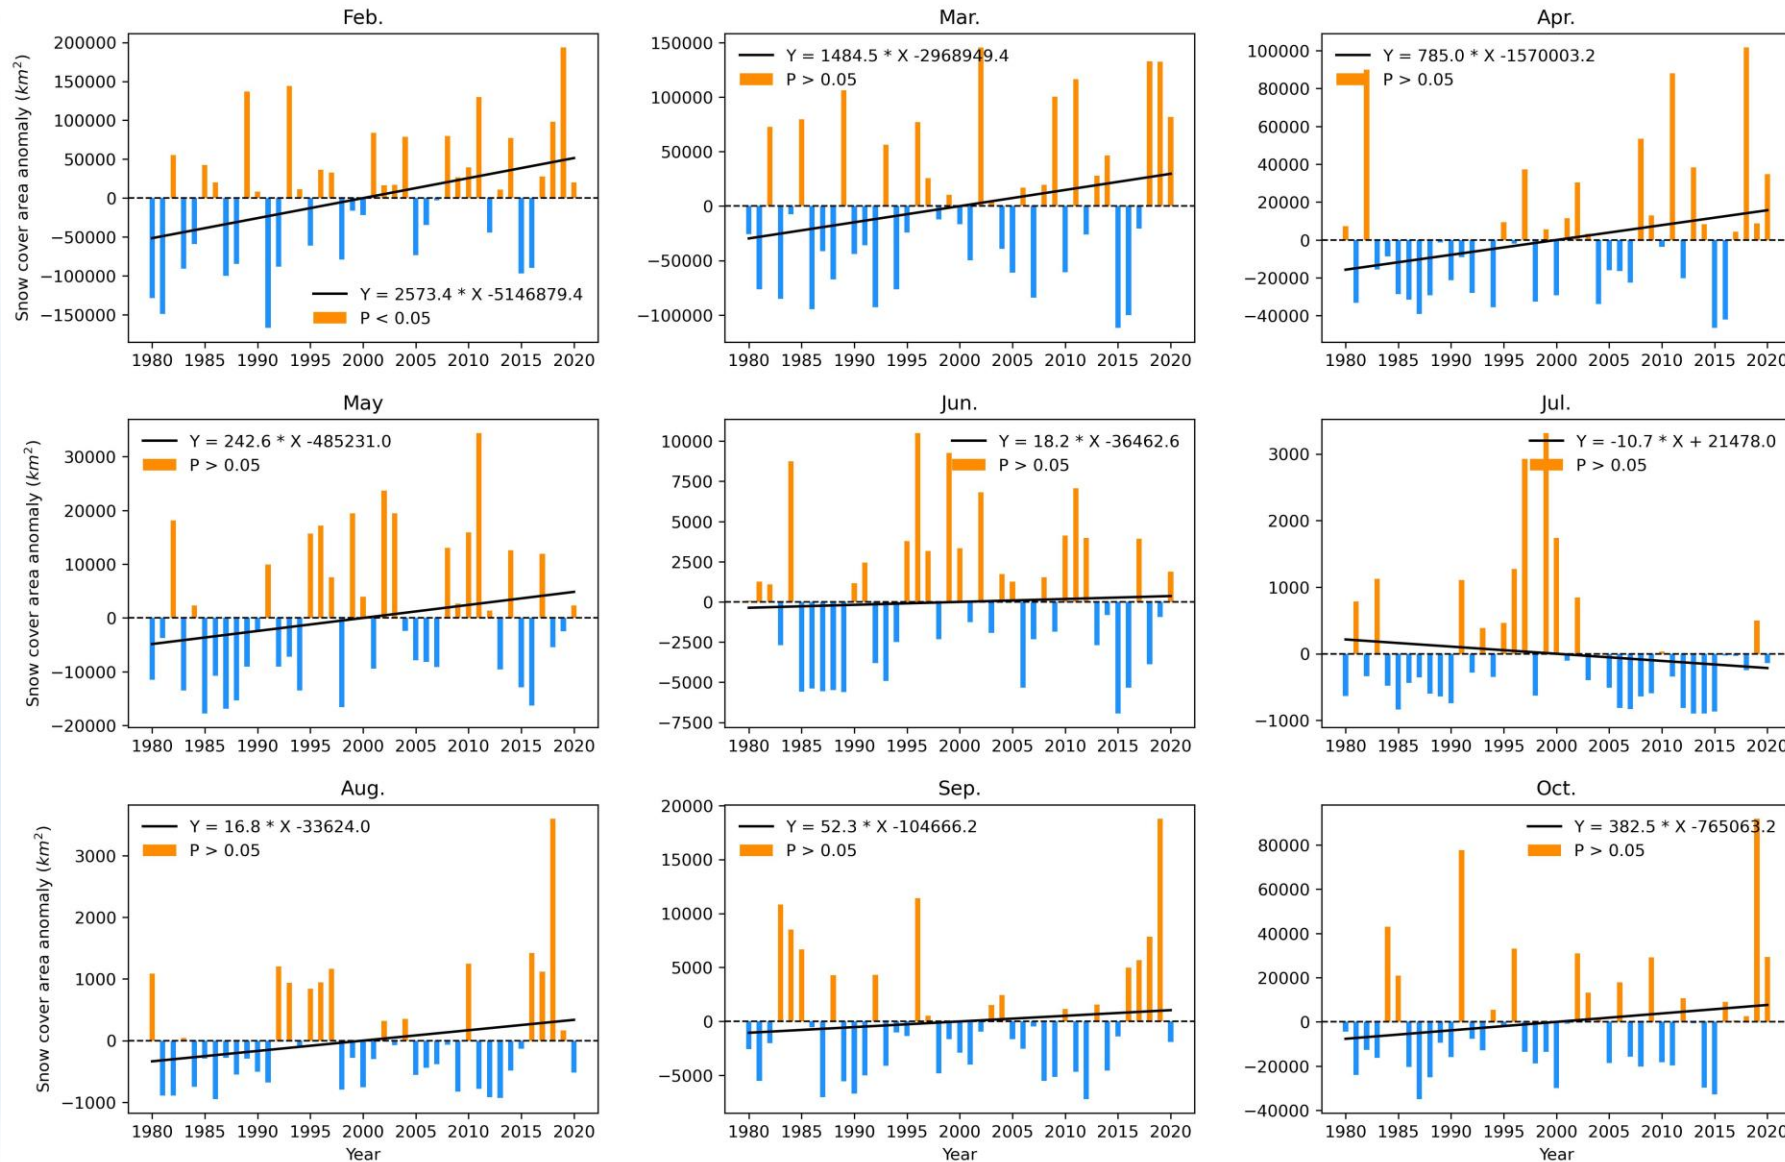 Feb.
Mar.
Apr.
Snow cover area anomaly (km²)
200000
150000
100000
50000
0
−50000
−100000
−150000
Y = 2573.4 * X -5146879.4
P < 0.05
1980 1985 1990 1995 2000 2005 2010 2015 2020
150000
100000
50000
0
−50000
−100000
Y = 1484.5 * X -2968949.4
P > 0.05
1980 1985 1990 1995 2000 2005 2010 2015 2020
100000
80000
60000
40000
20000
0
−20000
−40000
Y = 785.0 * X -1570003.2
P > 0.05
1980 1985 1990 1995 2000 2005 2010 2015 2020
May
Jun.
Jul.
Snow cover area anomaly (km²)
30000
20000
10000
0
−10000
−20000
Y = 242.6 * X -485231.0
P > 0.05
1980 1985 1990 1995 2000 2005 2010 2015 2020
10000
7500
5000
2500
0
−2500
−5000
−7500
Y = 18.2 * X -36462.6
P > 0.05
1980 1985 1990 1995 2000 2005 2010 2015 2020
3000
2000
1000
0
−1000
Y = -10.7 * X + 21478.0
P > 0.05
1980 1985 1990 1995 2000 2005 2010 2015 2020
Aug.
Sep.
Oct.
Snow cover area anomaly (km²)
3000
2000
1000
0
−1000
Y = 16.8 * X -33624.0
P > 0.05
1980 1985 1990 1995 2000 2005 2010 2015 2020
Year
20000
15000
10000
5000
0
−5000
Y = 52.3 * X -104666.2
P > 0.05
1980 1985 1990 1995 2000 2005 2010 2015 2020
Year
80000
60000
40000
20000
0
−20000
−40000
Y = 382.5 * X -765063.2
P > 0.05
1980 1985 1990 1995 2000 2005 2010 2015 2020
Year